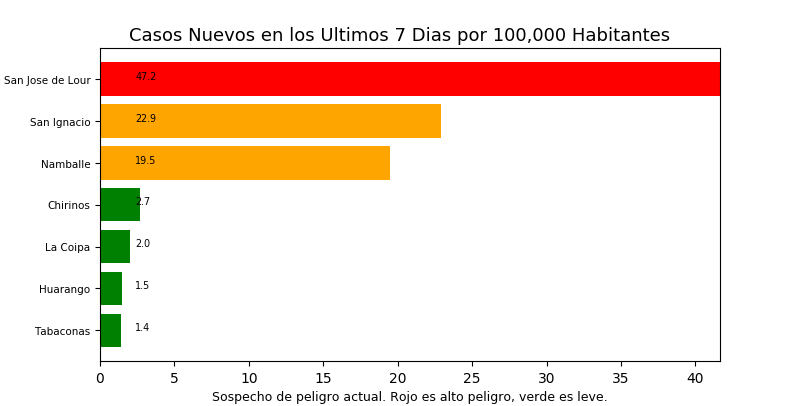 Casos Nuevos en los Ultimos 7 Dias por 100,000 Habitantes
San Jose de Lour 47.2
San Ignacio 22.9
Namballe 19.5
Chirinos 2.7
La Coipa 2.0
Huarango 1.5
Tabaconas 1.4
0 5 10 15 20 25 30 35 40
Sospecho de peligro actual. Rojo es alto peligro, verde es leve.